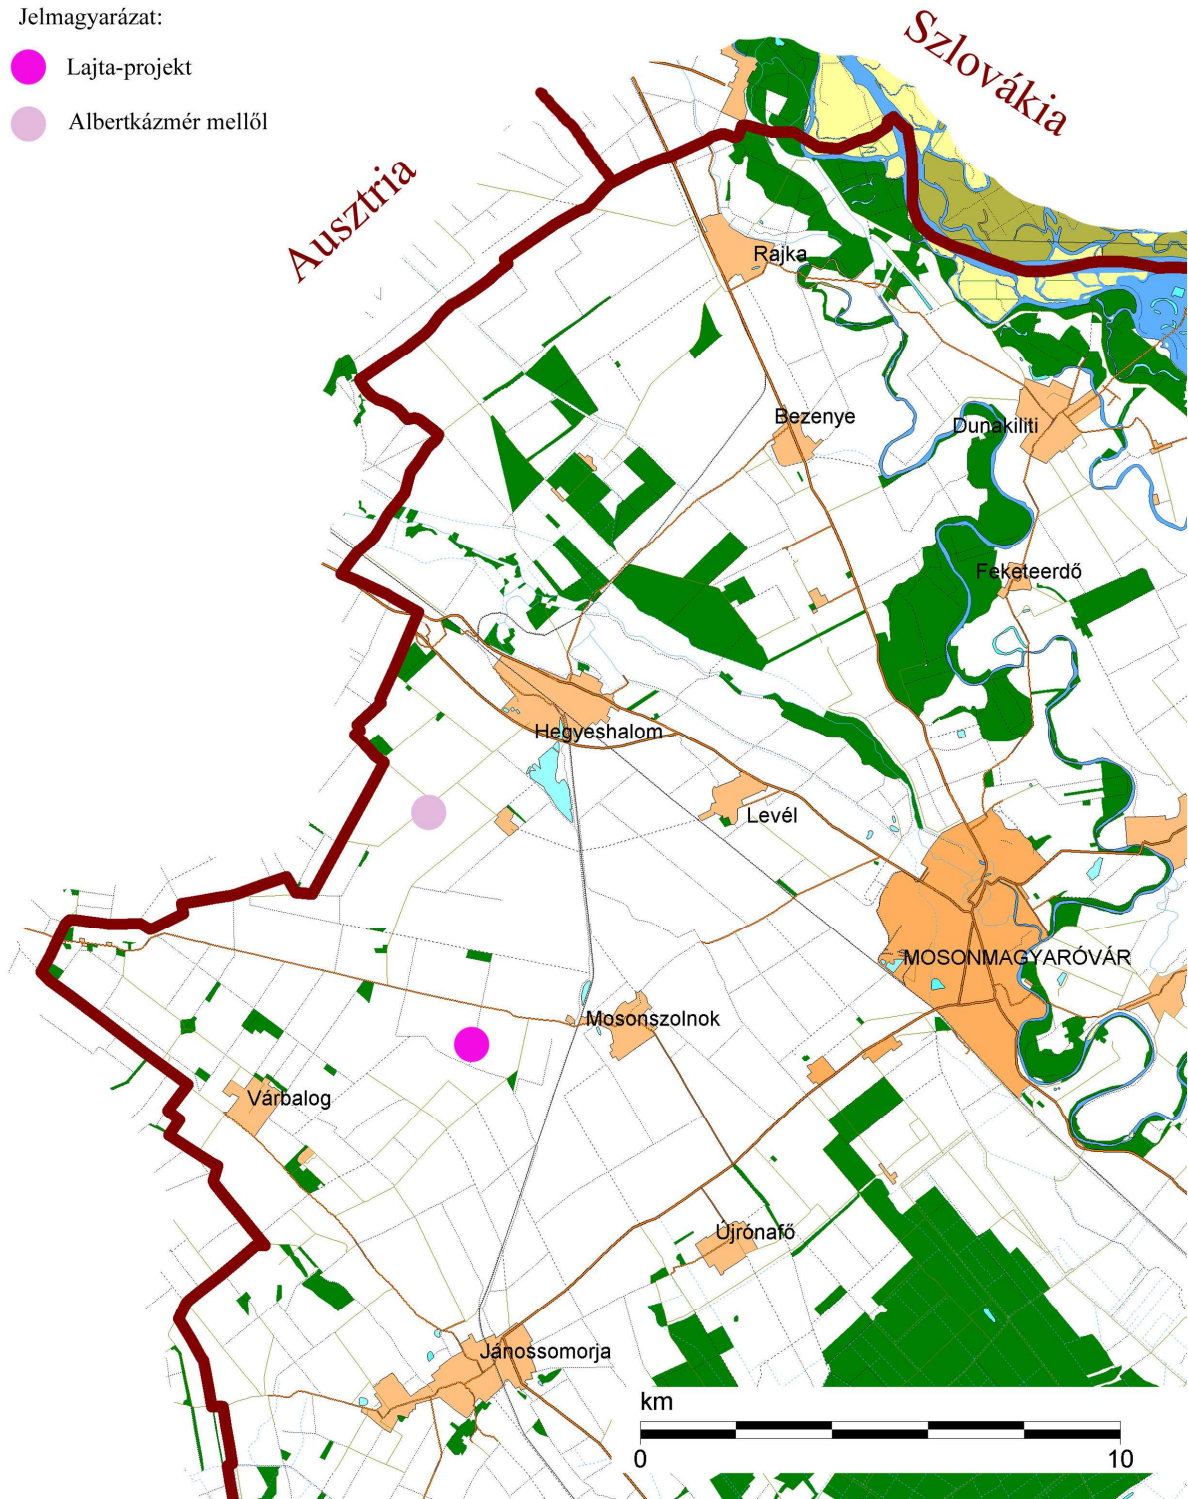 Jelmagyarázat:
Lajta-projekt
Albertkázmér mellől
Szlovákia
Ausztria
Rajka
Bezenye
Dunakiliti
Feketeerdő
Hegyeshalom
Levél
MOSONMAGYARÓVÁR
Mosonszolnok
Várbalog
Újrónafő
Jánossomorja
km
0 10